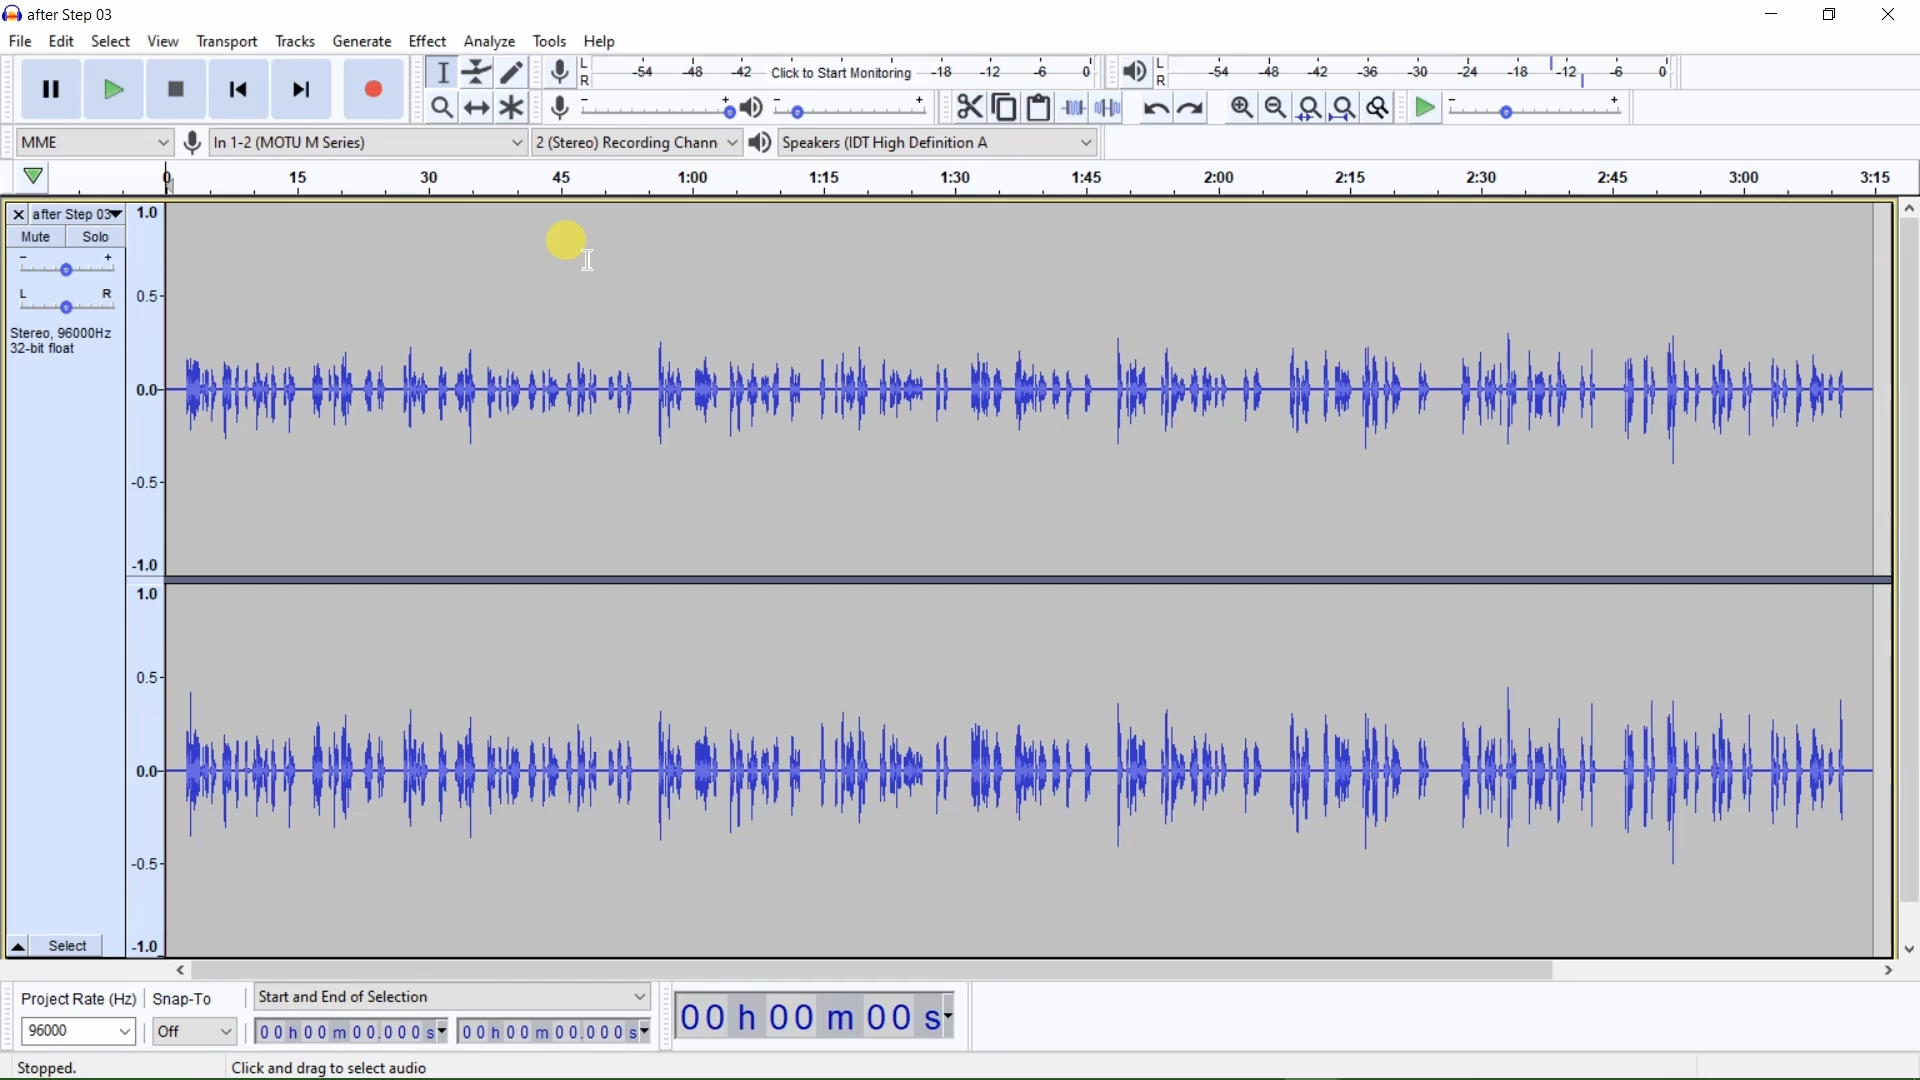 after Step 03
File Edit Select View Transport Tracks Generate Effect Analyze Tools Help
L R -54 -48 -42 Click to Start Monitoring -18 -12 -6 0 L R -54 -48 -42 -36 -30 -24 -18 -12 -6 0
- + - + - +
MME In 1-2 (MOTU M Series) 2 (Stereo) Recording Chann Speakers (IDT High Definition A
0 15 30 45 1:00 1:15 1:30 1:45 2:00 2:15 2:30 2:45 3:00 3:15
after Step 03 1.0
Mute Solo
- +
L R 0.5
Stereo, 96000Hz
32-bit float
0.0
-0.5
-1.0
1.0
0.5
0.0
-0.5
Select -1.0
Project Rate (Hz) Snap-To Start and End of Selection
96000 Off 00 h 00 m 00.000 s 00 h 00 m 00.000 s 00 h 00 m 00 s
Stopped. Click and drag to select audio